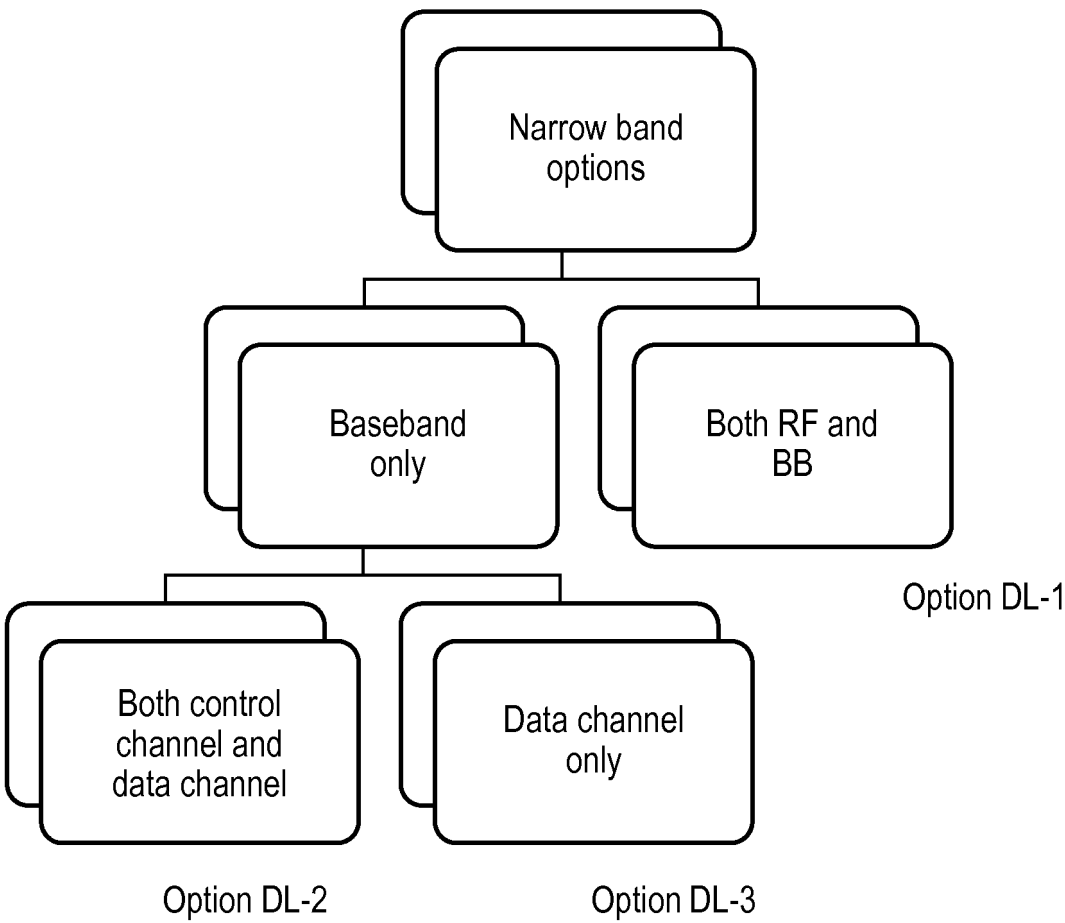 Narrow band
options
Baseband
only
Both RF and
BB
Option DL-1
Both control
channel and
data channel
Data channel
only
Option DL-2
Option DL-3